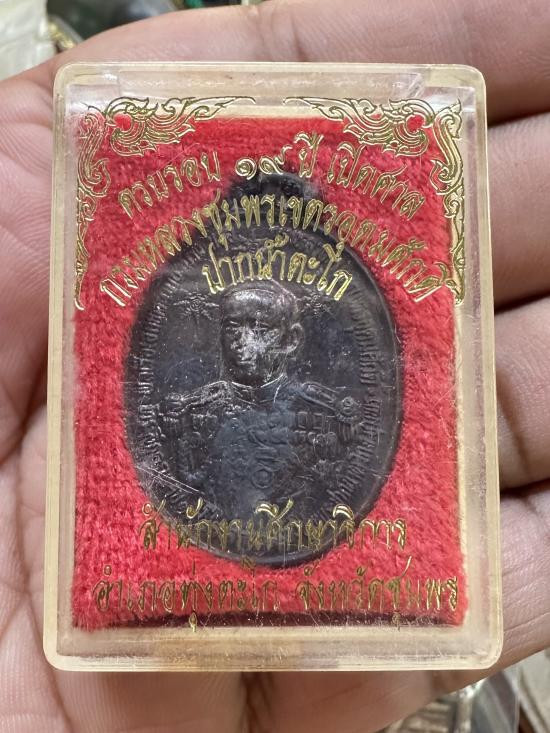 ครบรอบ ๑๙ ปี เปิดศาล
กรมหลวงชุมพรเขตรอุดมศักดิ์
ปากน้ำตะโก
สำนักงานศึกษาธิการ
อำเภอทุ่งตะโก จังหวัดชุมพร